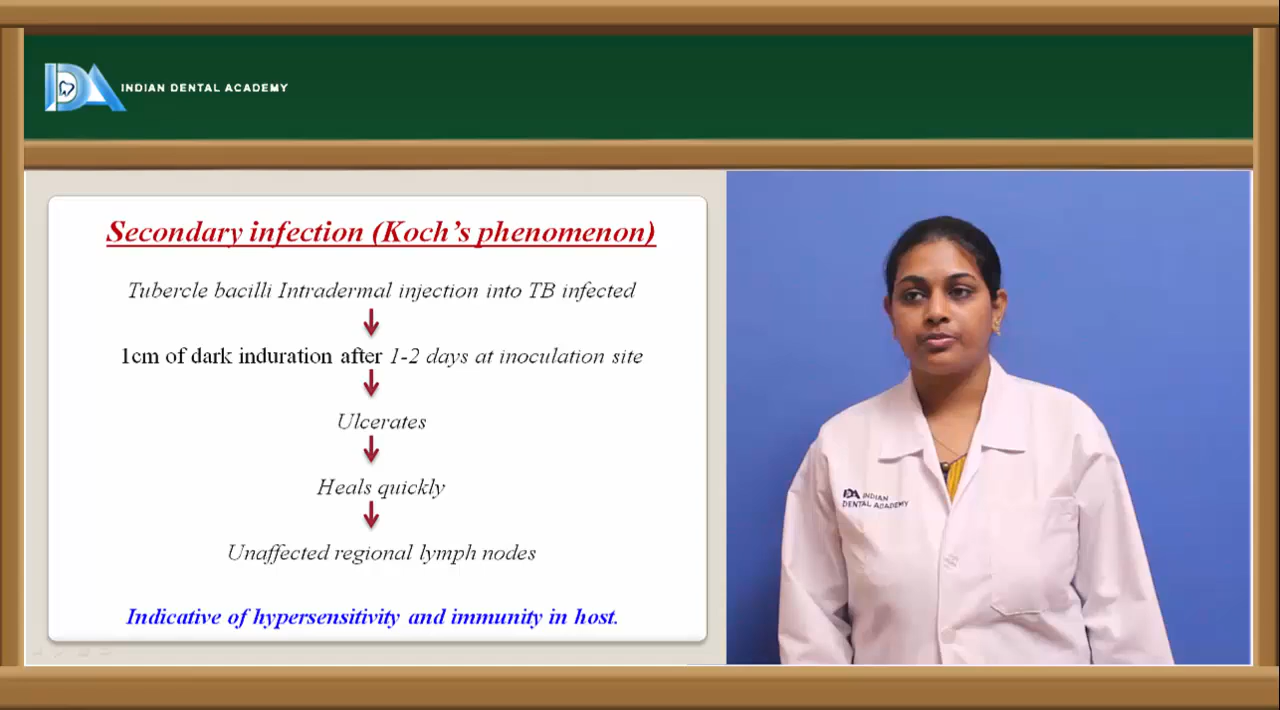 IDA INDIAN DENTAL ACADEMY
Secondary infection (Koch's phenomenon)
Tubercle bacilli Intradermal injection into TB infected
1cm of dark induration after 1-2 days at inoculation site
Ulcerates
Heals quickly
Unaffected regional lymph nodes
Indicative of hypersensitivity and immunity in host.
IDA INDIAN
DENTAL ACADEMY